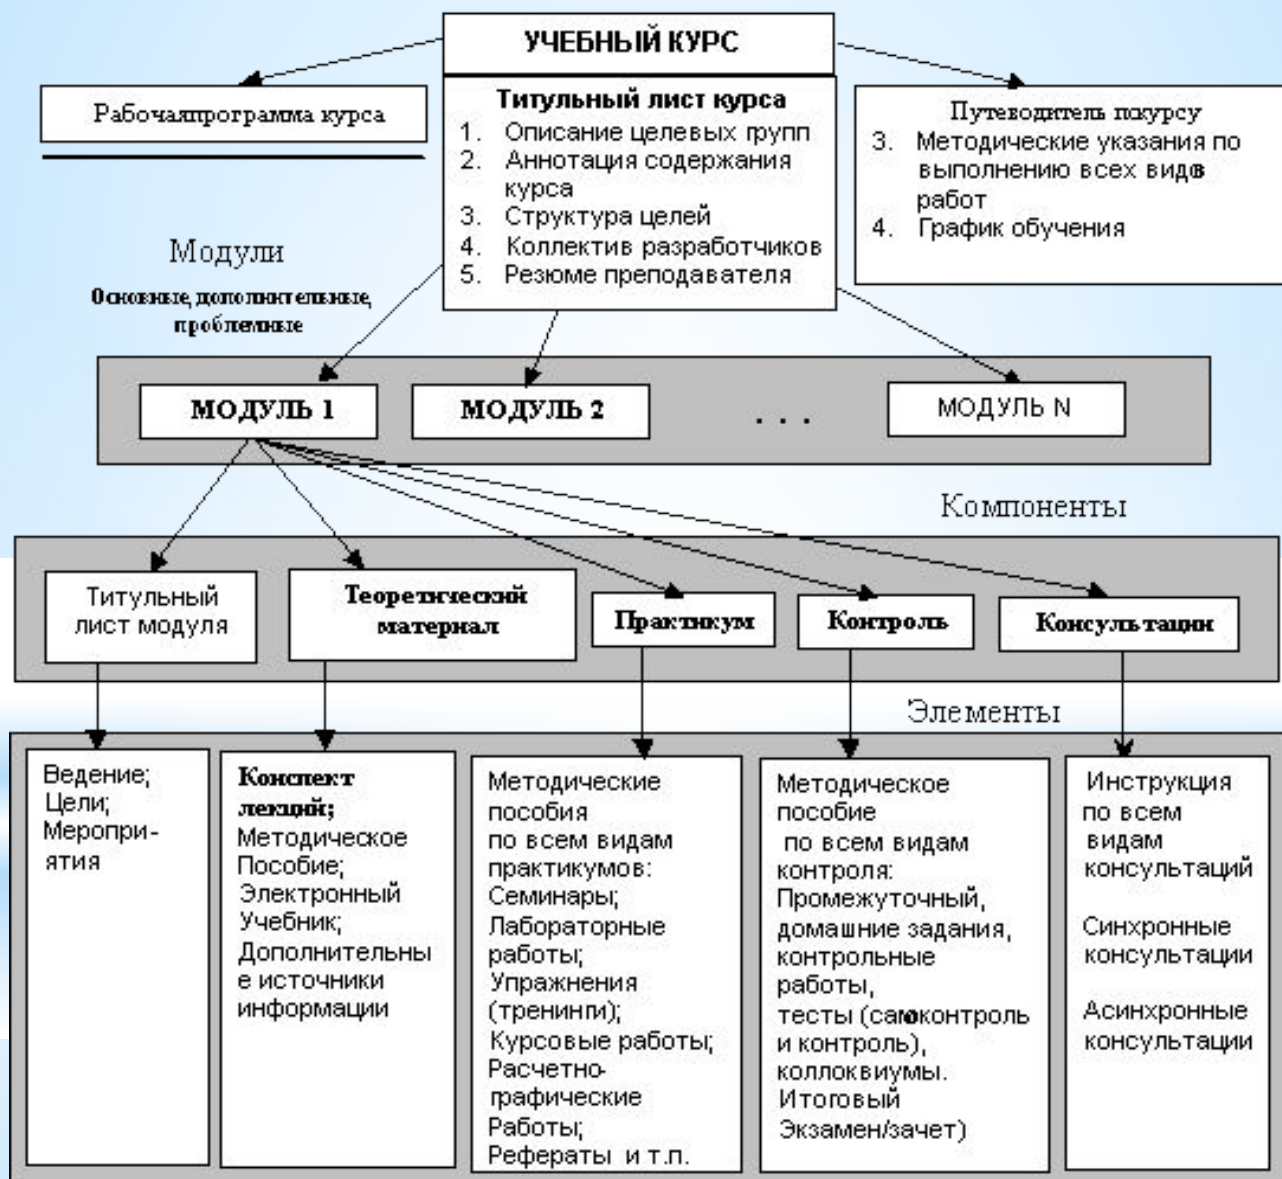 УЧЕБНЫЙ КУРС
Титульный лист курса
1. Описание целевых групп
2. Аннотация содержания
курса
3. Структура целей
4. Коллектив разработчиков
5. Резюме преподавателя
Рабочаяпрограмма курса
Путеводитель пкурсу
3. Методические указания по
выполнению всех видов
работ
4. График обучения
Модули
Основные, дополнительные,
проблемные
МОДУЛЬ 1
МОДУЛЬ 2
. . .
МОДУЛЬ N
Компоненты
Титульный
лист модуля
Теоретический
материал
Практикум
Контроль
Консультации
Элементы
Ведение;
Цели;
Меропри-
ятия
Конспект
лекций;
Методическое
Пособие;
Электронный
Учебник;
Дополнительны
е источники
информации
Методические
пособия
по всем видам
практикумов:
Семинары;
Лабораторные
работы;
Упражнения
(тренинги);
Курсовые работы;
Расчетно-
графические
Работы;
Рефераты и т.п.
Методическое
пособие
по всем видам
контроля:
Промежуточный,
домашние задания,
контрольные
работы,
тесты (самоконтроль
и контроль),
коллоквиумы.
Итоговый
Экзамен/зачет)
Инструкция
по всем
видам
консультаций
Синхронные
консультации
Асинхронные
консультации